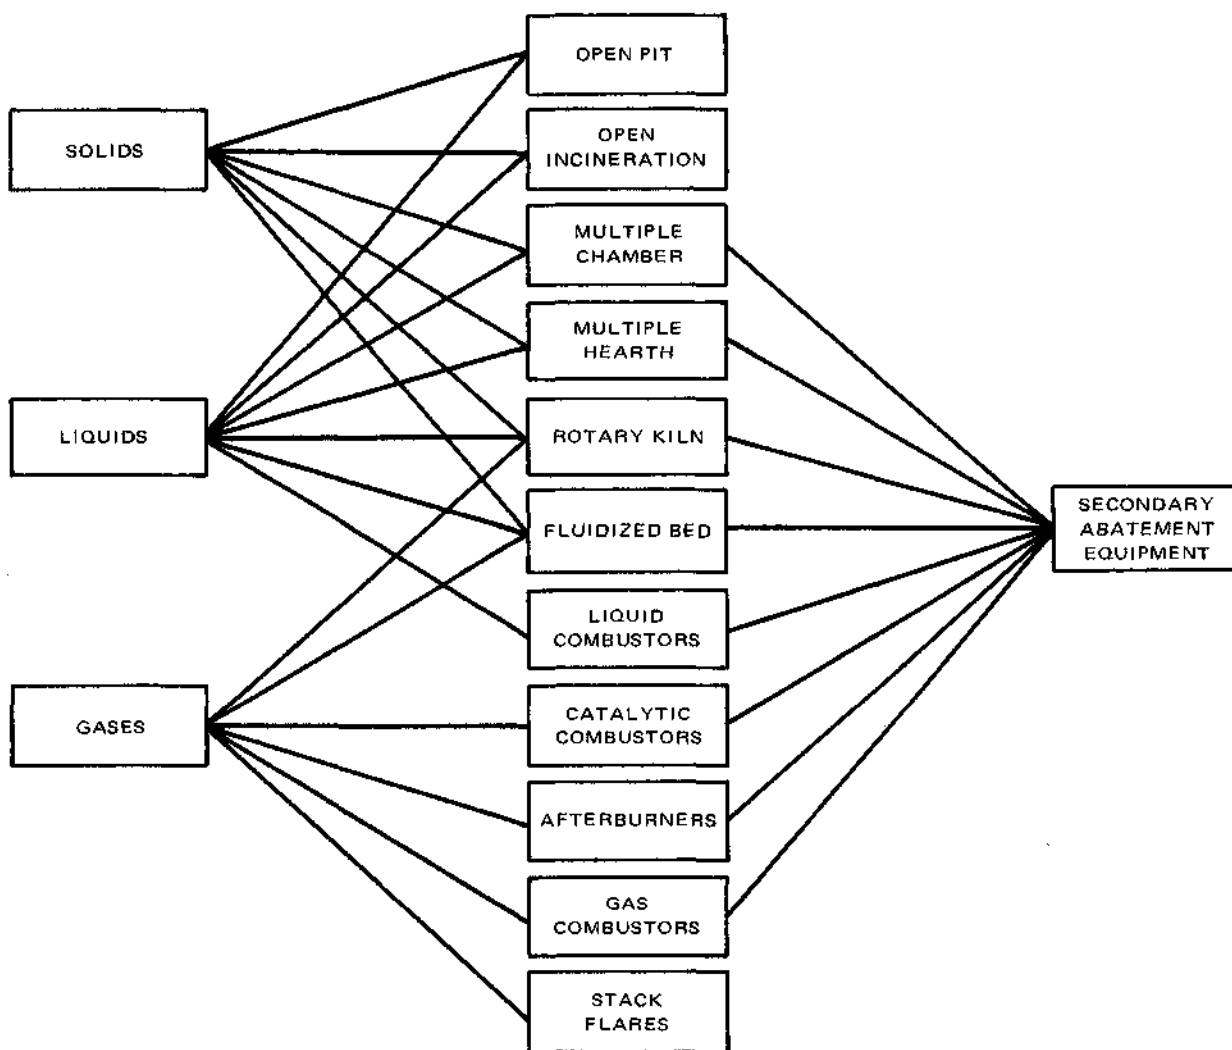 SOLIDS
LIQUIDS
GASES
OPEN PIT
OPEN
INCINERATION
MULTIPLE
CHAMBER
MULTIPLE
HEARTH
ROTARY KILN
FLUIDIZED BED
LIQUID
COMBUSTORS
CATALYTIC
COMBUSTORS
AFTERBURNERS
GAS
COMBUSTORS
STACK
FLARES
SECONDARY
ABATEMENT
EQUIPMENT